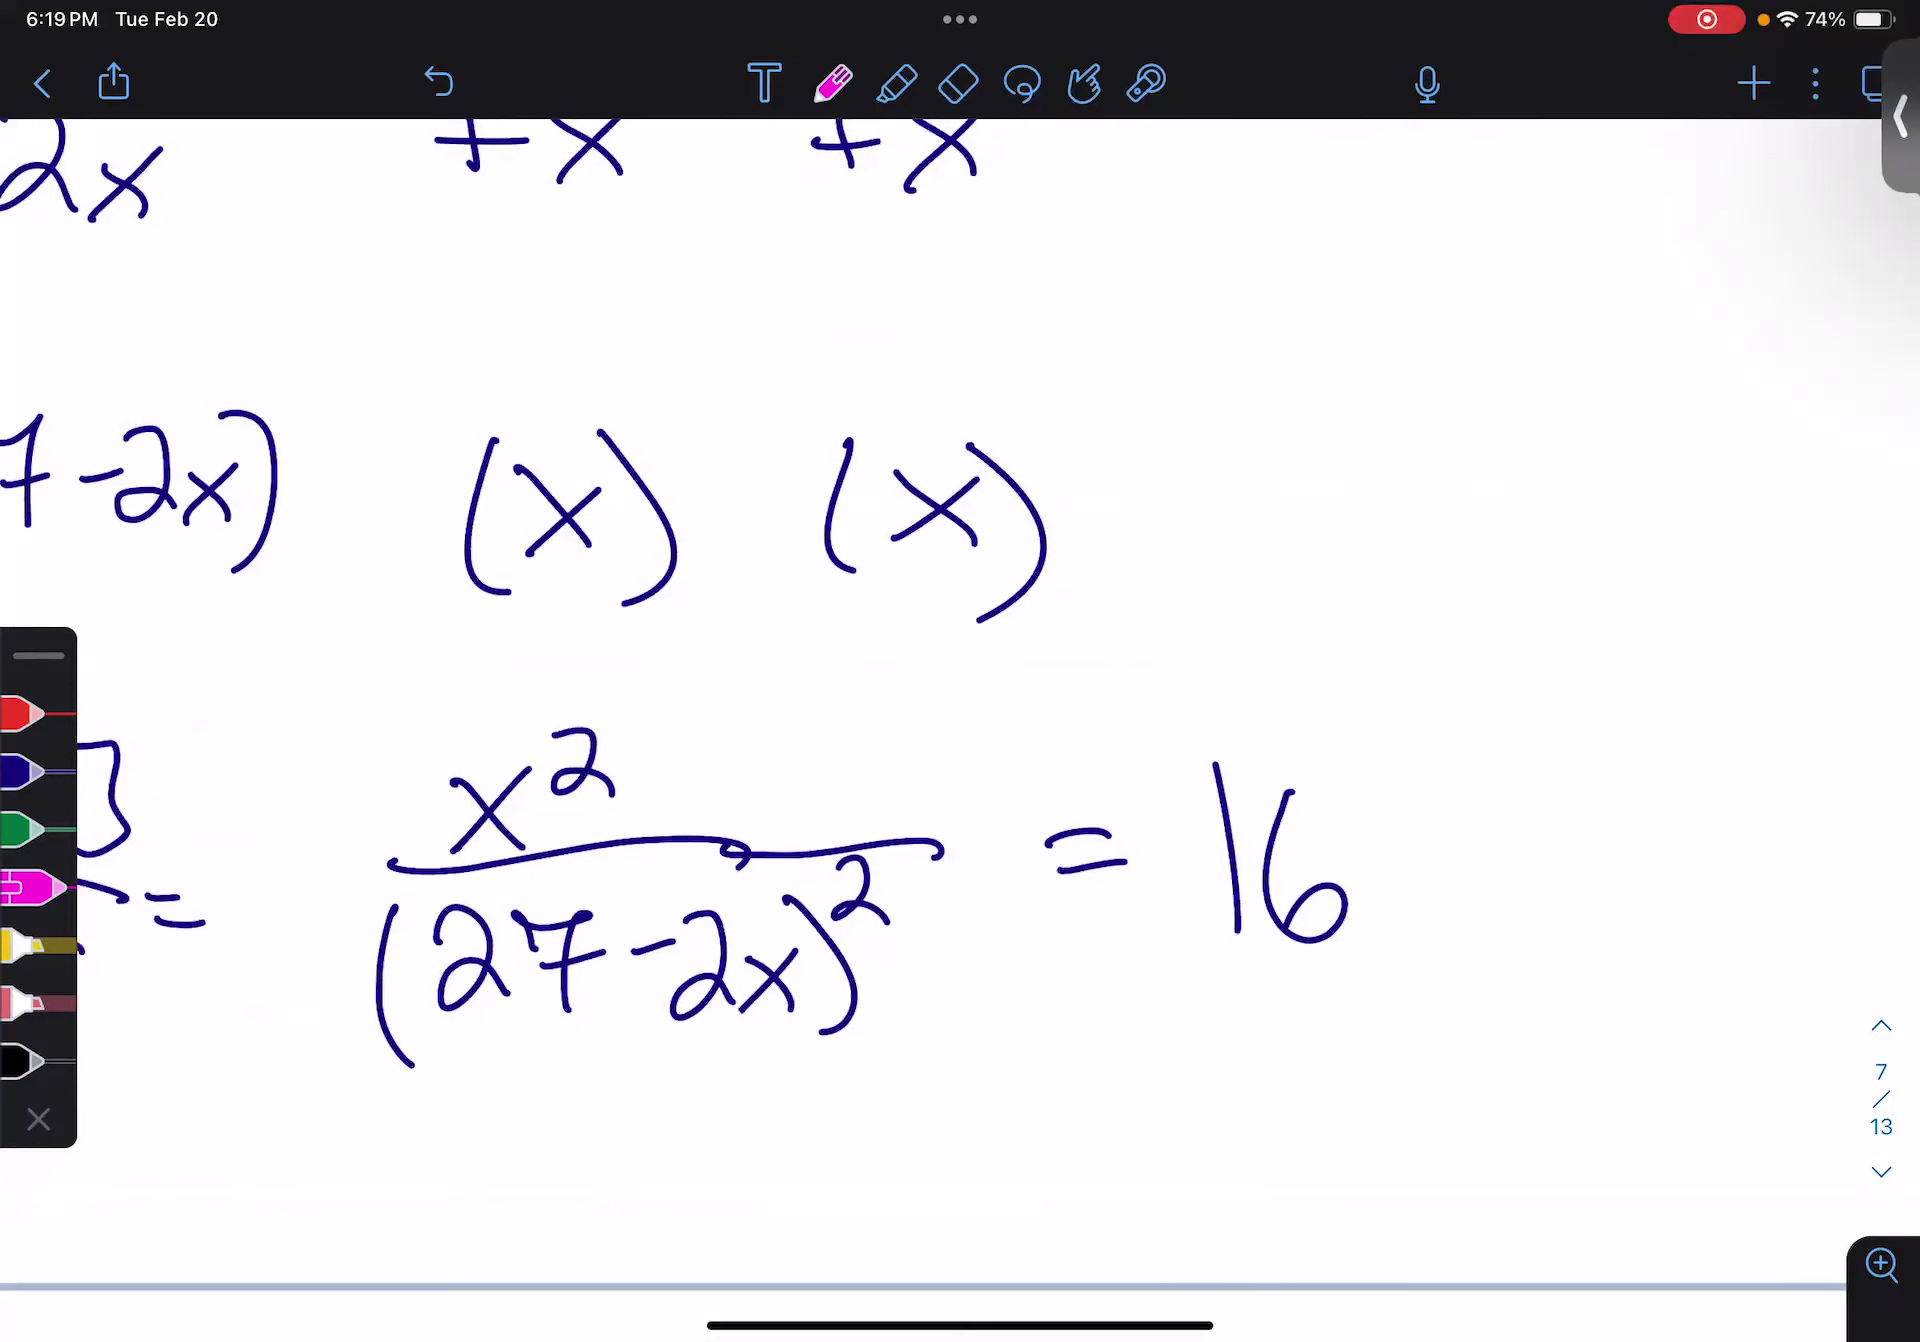 6:19 PM Tue Feb 20 74%
T
2x +x +x
7-2x) (x) (x)
= x²/(27-2x)² = 16
7
/
13